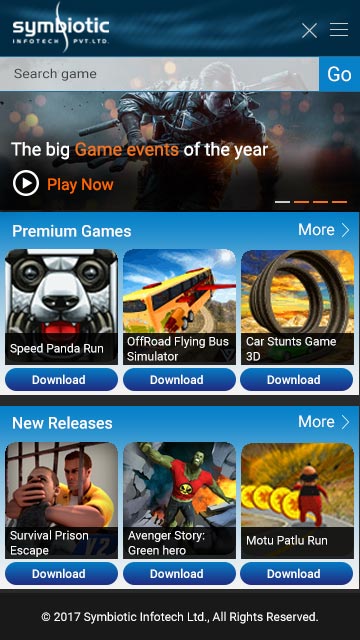 symbiotic
INFOTECH PVT.LTD.
Search game
Go
The big Game events of the year
Play Now
Premium Games
More
Speed Panda Run
OffRoad Flying Bus
Simulator
Car Stunts Game
3D
Download
Download
Download
New Releases
More
Survival Prison
Escape
Avenger Story:
Green hero
Motu Patlu Run
Download
Download
Download
© 2017 Symbiotic Infotech Ltd., All Rights Reserved.